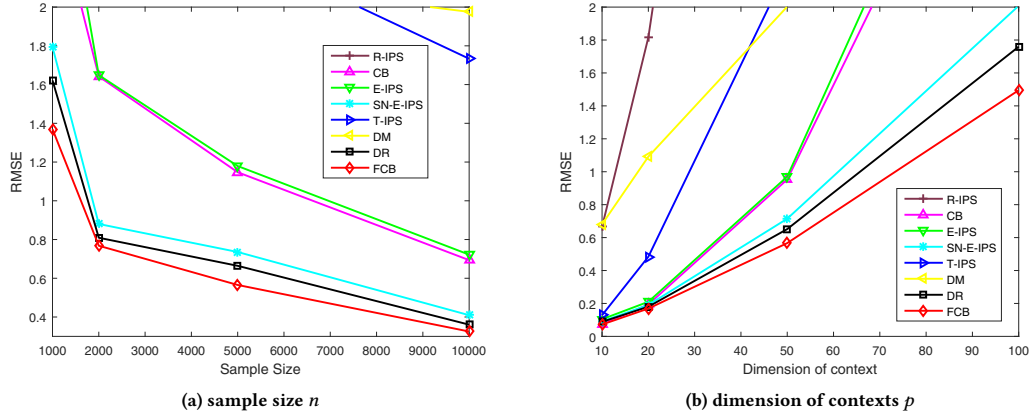 2
1.8
1.6
1.4
1.2
1
0.8
0.6
0.4
RMSE
R-IPS
CB
E-IPS
SN-E-IPS
T-IPS
DM
DR
FCB
1000 2000 3000 4000 5000 6000 7000 8000 9000 10000
Sample Size
(a) sample size n
2
1.8
1.6
1.4
1.2
1
0.8
0.6
0.4
0.2
0
RMSE
R-IPS
CB
E-IPS
SN-E-IPS
T-IPS
DM
DR
FCB
10 20 30 40 50 60 70 80 90 100
Dimension of context
(b) dimension of contexts p